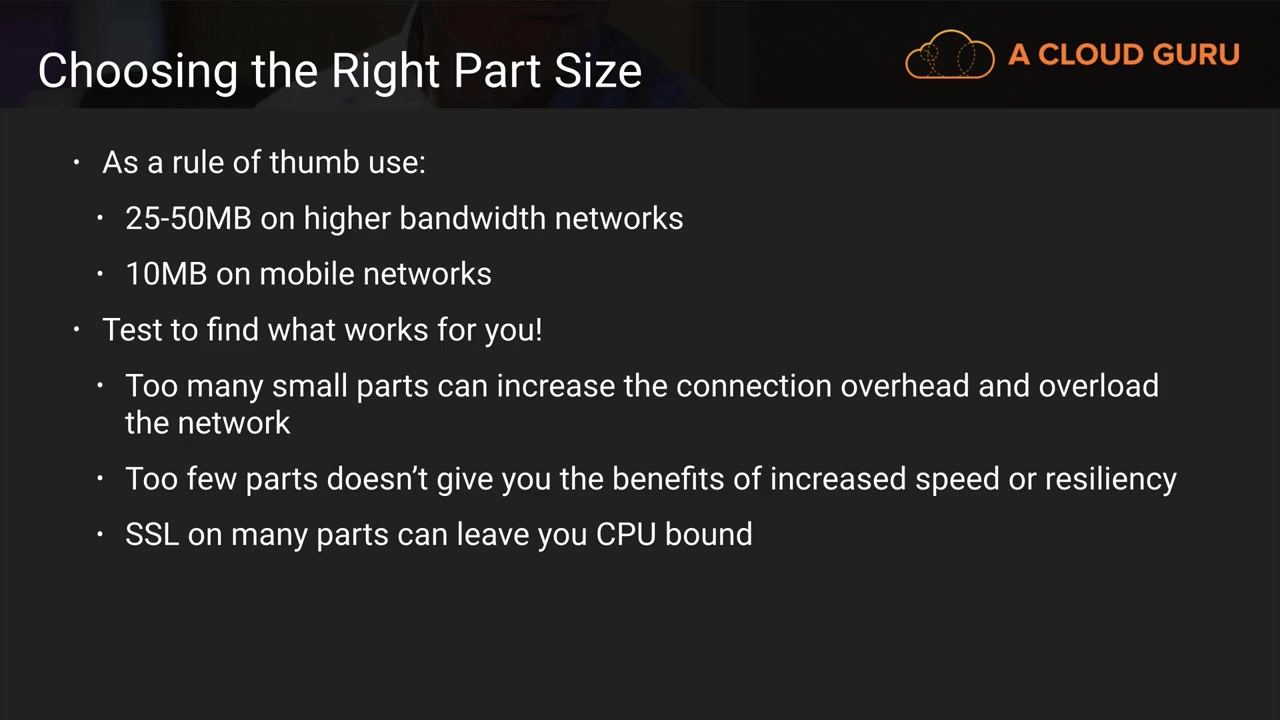 Choosing the Right Part Size
A CLOUD GURU
· As a rule of thumb use:
· 25-50MB on higher bandwidth networks
· 10MB on mobile networks
· Test to find what works for you!
· Too many small parts can increase the connection overhead and overload
the network
· Too few parts doesn’t give you the benefits of increased speed or resiliency
· SSL on many parts can leave you CPU bound